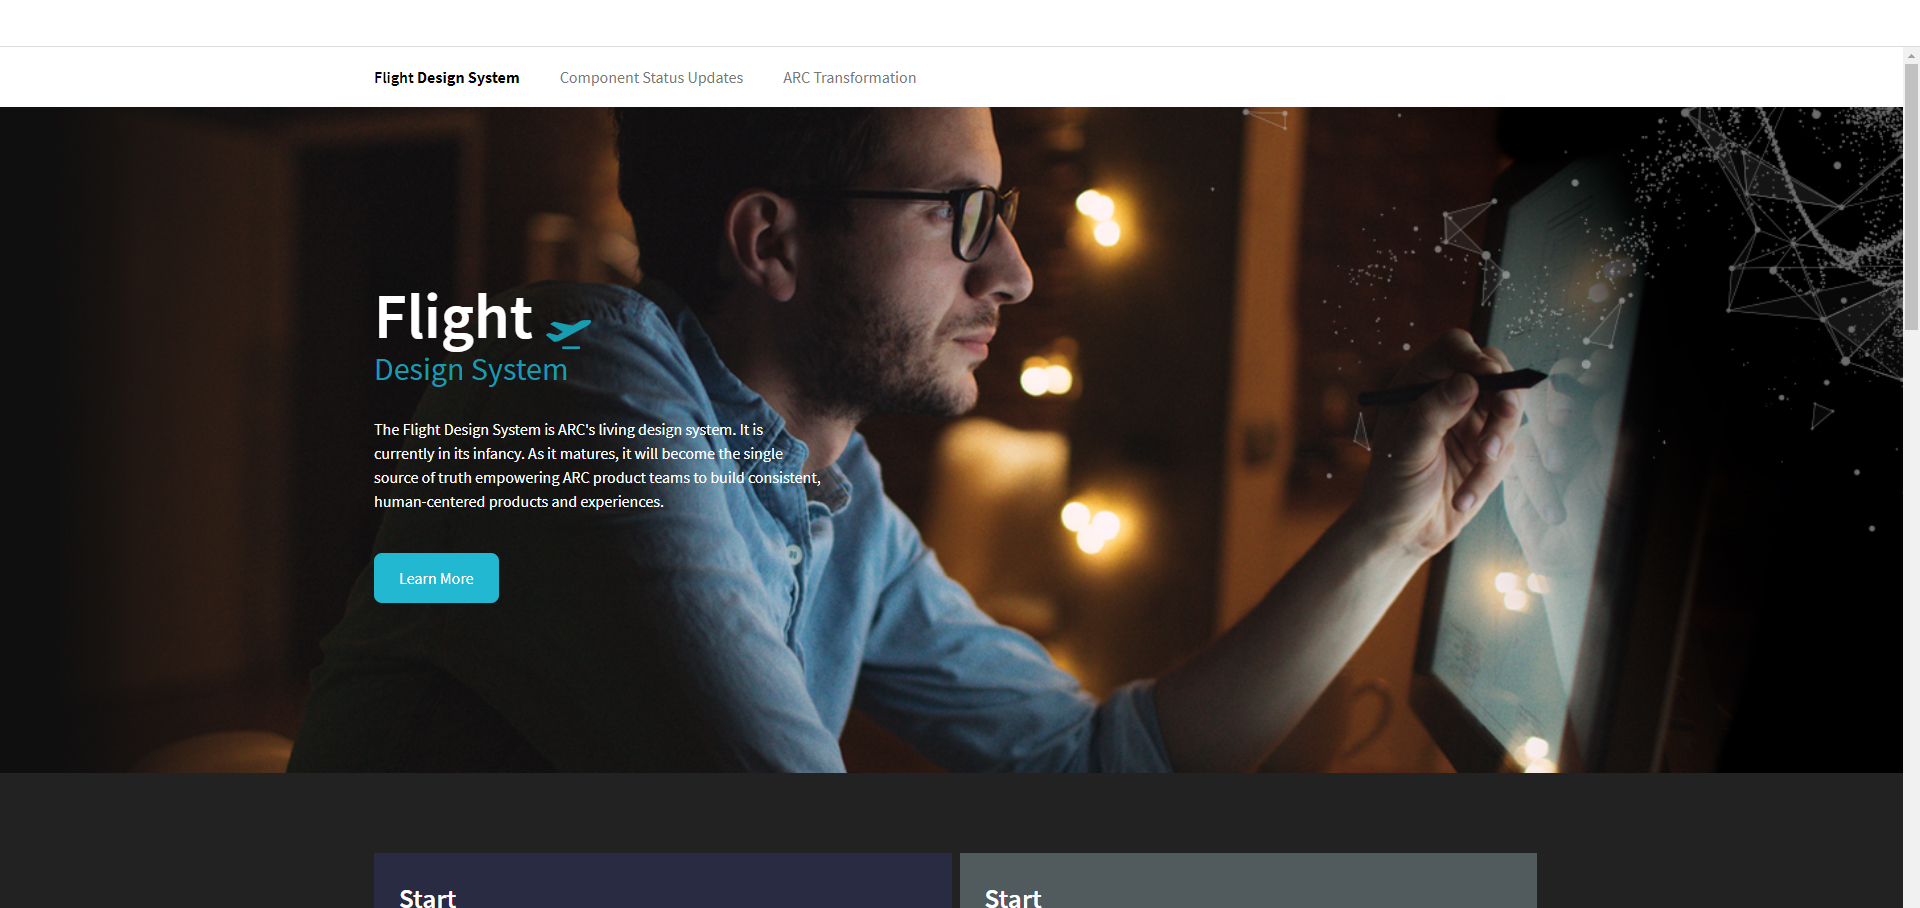 Flight Design System
Component Status Updates
ARC Transformation
Flight
Design System
The Flight Design System is ARC's living design system. It is
currently in its infancy. As it matures, it will become the single
source of truth empowering ARC product teams to build consistent,
human-centered products and experiences.
Learn More
Start
Start